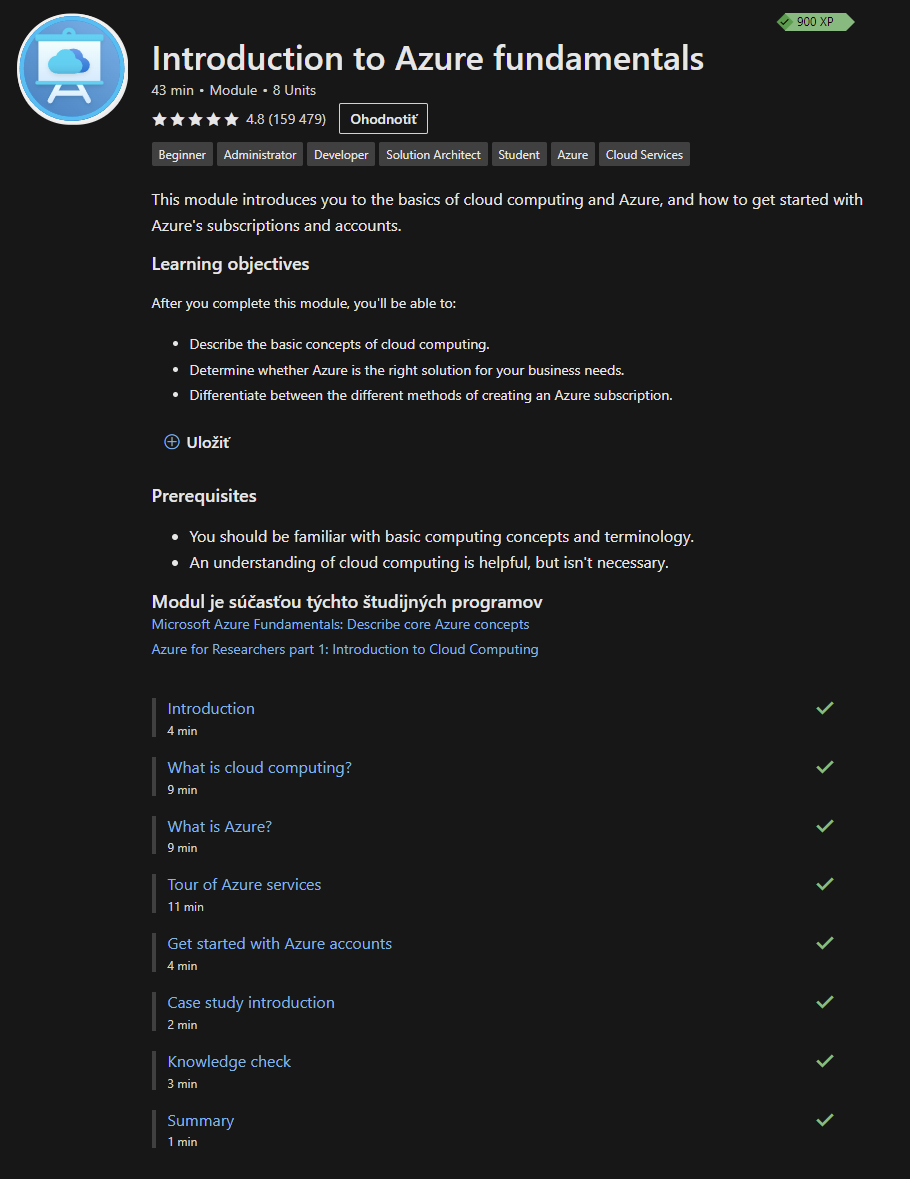 900 XP
Introduction to Azure fundamentals
43 min • Module • 8 Units
4.8 (159 479) Ohodnotiť
Beginner Administrator Developer Solution Architect Student Azure Cloud Services
This module introduces you to the basics of cloud computing and Azure, and how to get started with
Azure's subscriptions and accounts.
Learning objectives
After you complete this module, you'll be able to:
• Describe the basic concepts of cloud computing.
• Determine whether Azure is the right solution for your business needs.
• Differentiate between the different methods of creating an Azure subscription.
Uložiť
Prerequisites
• You should be familiar with basic computing concepts and terminology.
• An understanding of cloud computing is helpful, but isn't necessary.
Modul je súčasťou týchto študijných programov
Microsoft Azure Fundamentals: Describe core Azure concepts
Azure for Researchers part 1: Introduction to Cloud Computing
Introduction
4 min
What is cloud computing?
9 min
What is Azure?
9 min
Tour of Azure services
11 min
Get started with Azure accounts
4 min
Case study introduction
2 min
Knowledge check
3 min
Summary
1 min